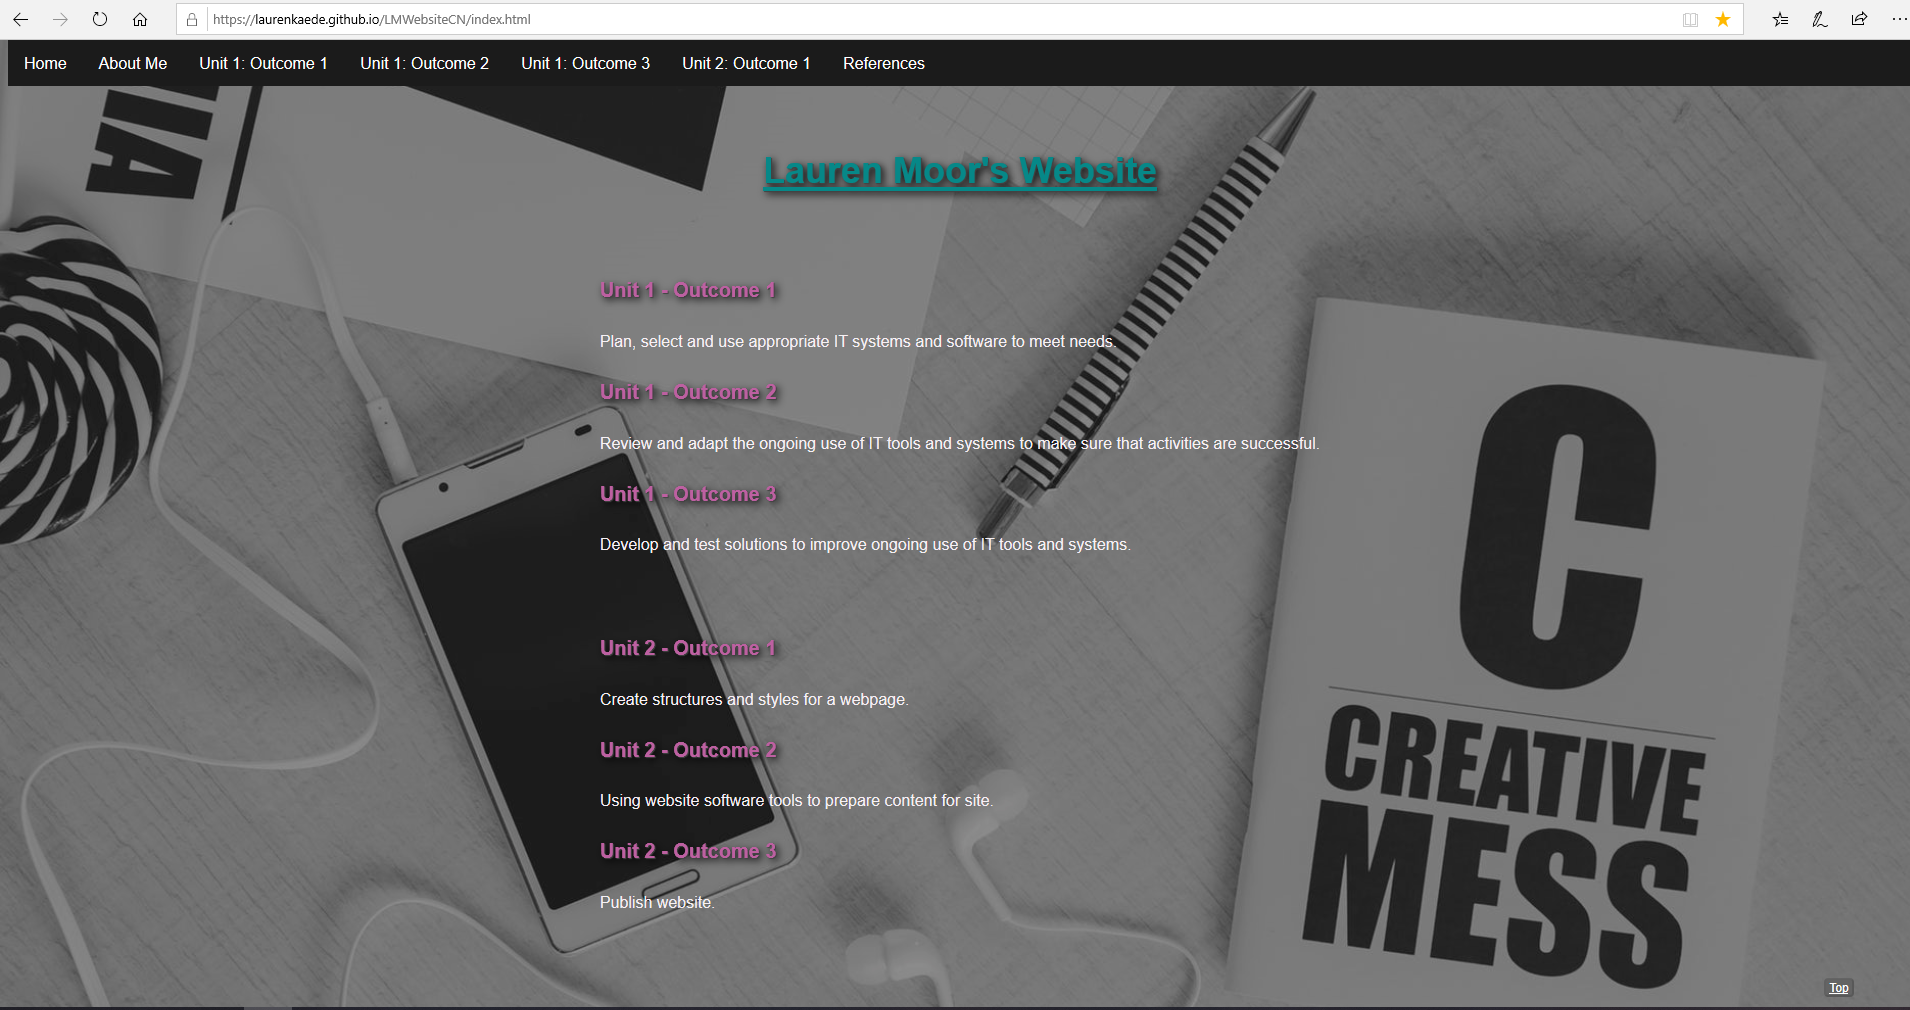 https://laurenkaede.github.io/LMWebsiteCN/index.html
Home About Me Unit 1: Outcome 1 Unit 1: Outcome 2 Unit 1: Outcome 3 Unit 2: Outcome 1 References
Lauren Moor's Website
Unit 1 - Outcome 1
Plan, select and use appropriate IT systems and software to meet needs.
Unit 1 - Outcome 2
Review and adapt the ongoing use of IT tools and systems to make sure that activities are successful.
Unit 1 - Outcome 3
Develop and test solutions to improve ongoing use of IT tools and systems.
Unit 2 - Outcome 1
Create structures and styles for a webpage.
Unit 2 - Outcome 2
Using website software tools to prepare content for site.
Unit 2 - Outcome 3
Publish website.
C
CREATIVE
MESS
Top